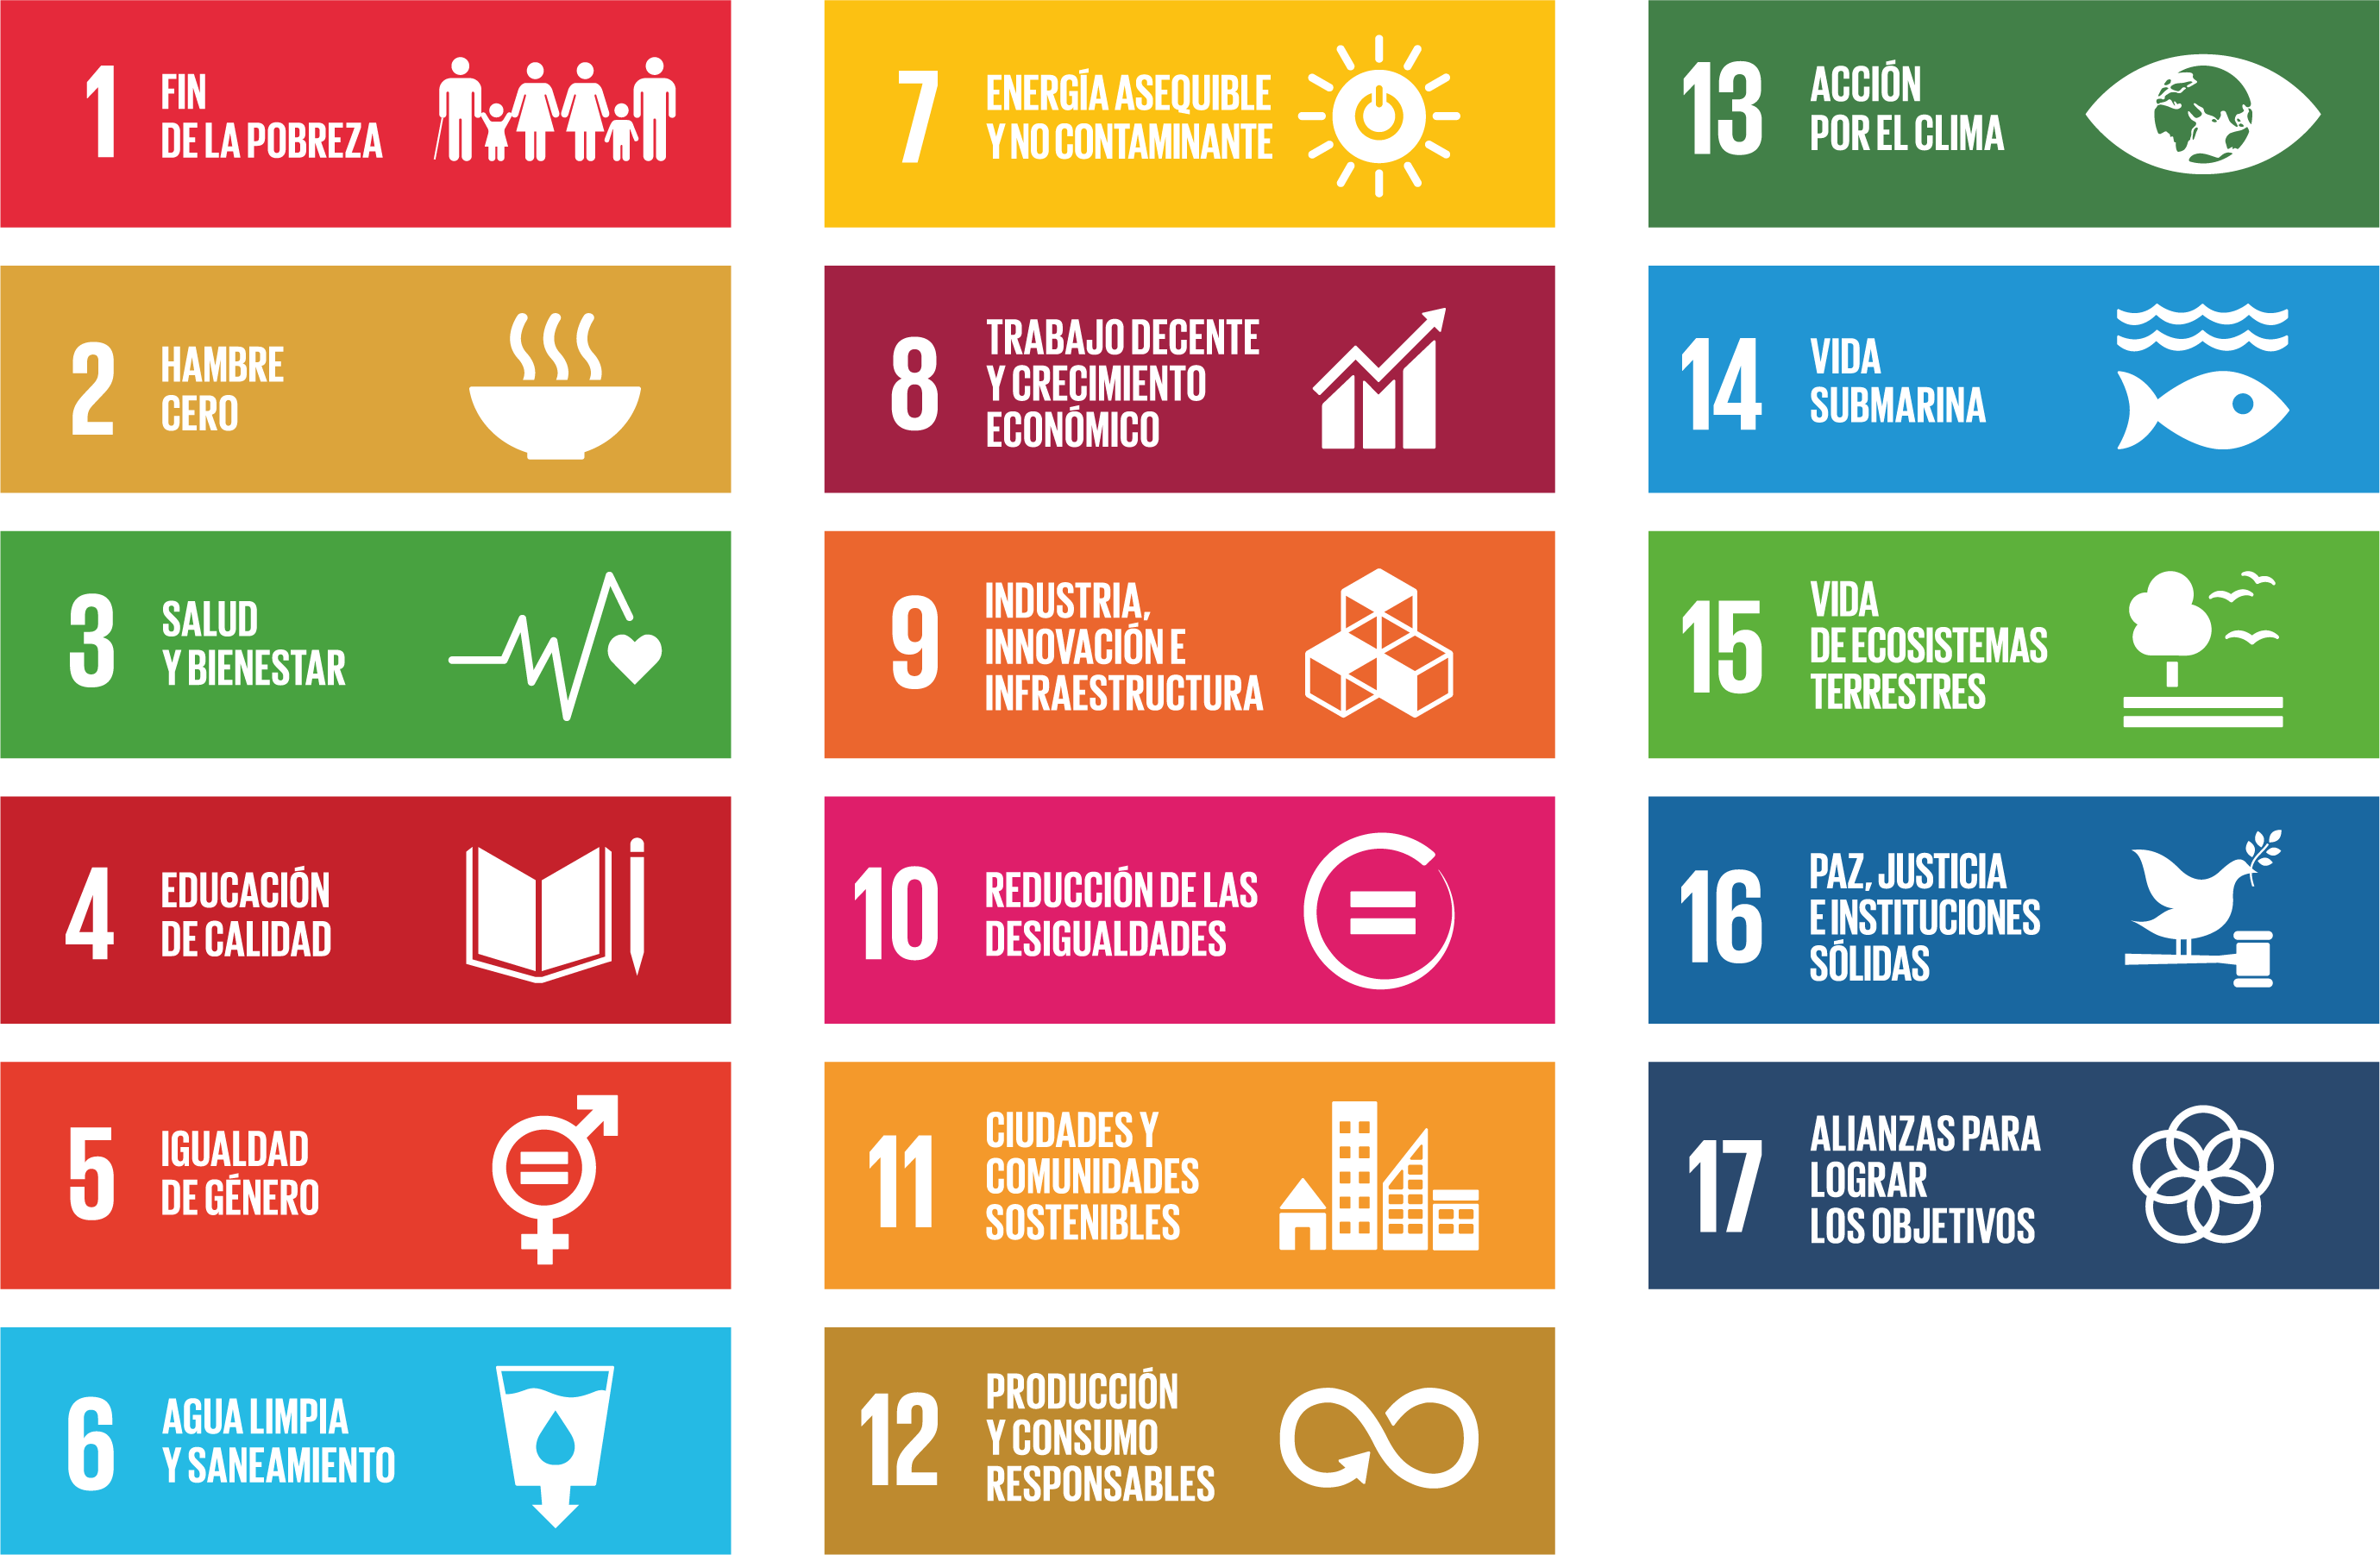 1
FIN
DE LA POBREZA
2
HAMBRE
CERO
3
SALUD
Y BIENESTAR
4
EDUCACIÓN
DE CALIDAD
5
IGUALDAD
DE GÉNERO
6
AGUA LIMPIA
Y SANEAMIENTO
7
ENERGÍA ASEQUIBLE
Y NO CONTAMINANTE
8
TRABAJO DECENTE
Y CRECIMIENTO
ECONÓMICO
9
INDUSTRIA,
INNOVACIÓN E
INFRAESTRUCTURA
10
REDUCCIÓN DE LAS
DESIGUALDADES
11
CIUDADES Y
COMUNIDADES
SOSTENIBLES
12
PRODUCCIÓN
Y CONSUMO
RESPONSABLES
13
ACCIÓN
POR EL CLIMA
14
VIDA
SUBMARINA
15
VIDA
DE ECOSISTEMAS
TERRESTRES
16
PAZ, JUSTICIA
E INSTITUCIONES
SÓLIDAS
17
ALIANZAS PARA
LOGRAR
LOS OBJETIVOS